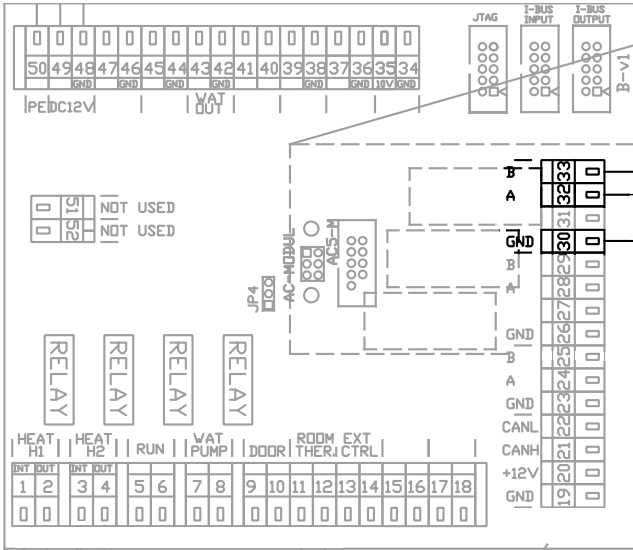 JTAG
I-BUS INPUT
I-BUS OUTPUT
B-v1
50 49 48 47 46 45 44 43 42 41 40 39 38 37 36 35 34
GND GND GND GND GND 10V GND
PE DC12V WAT OUT
51 NOT USED
52 NOT USED
B 33
A 32
31
GND 30
B 29
A 28
27
GND 26
B 25
A 24
GND 23
CANL 22
CANH 21
+12V 20
GND 19
AC-MODUL
AC5-M
JP4
RELAY RELAY RELAY RELAY
HEAT H1
HEAT H2
RUN
WAT PUMP
DOOR
ROOM THER.
EXT CTRL
INT OUT INT OUT
1 2 3 4 5 6 7 8 9 10 11 12 13 14 15 16 17 18